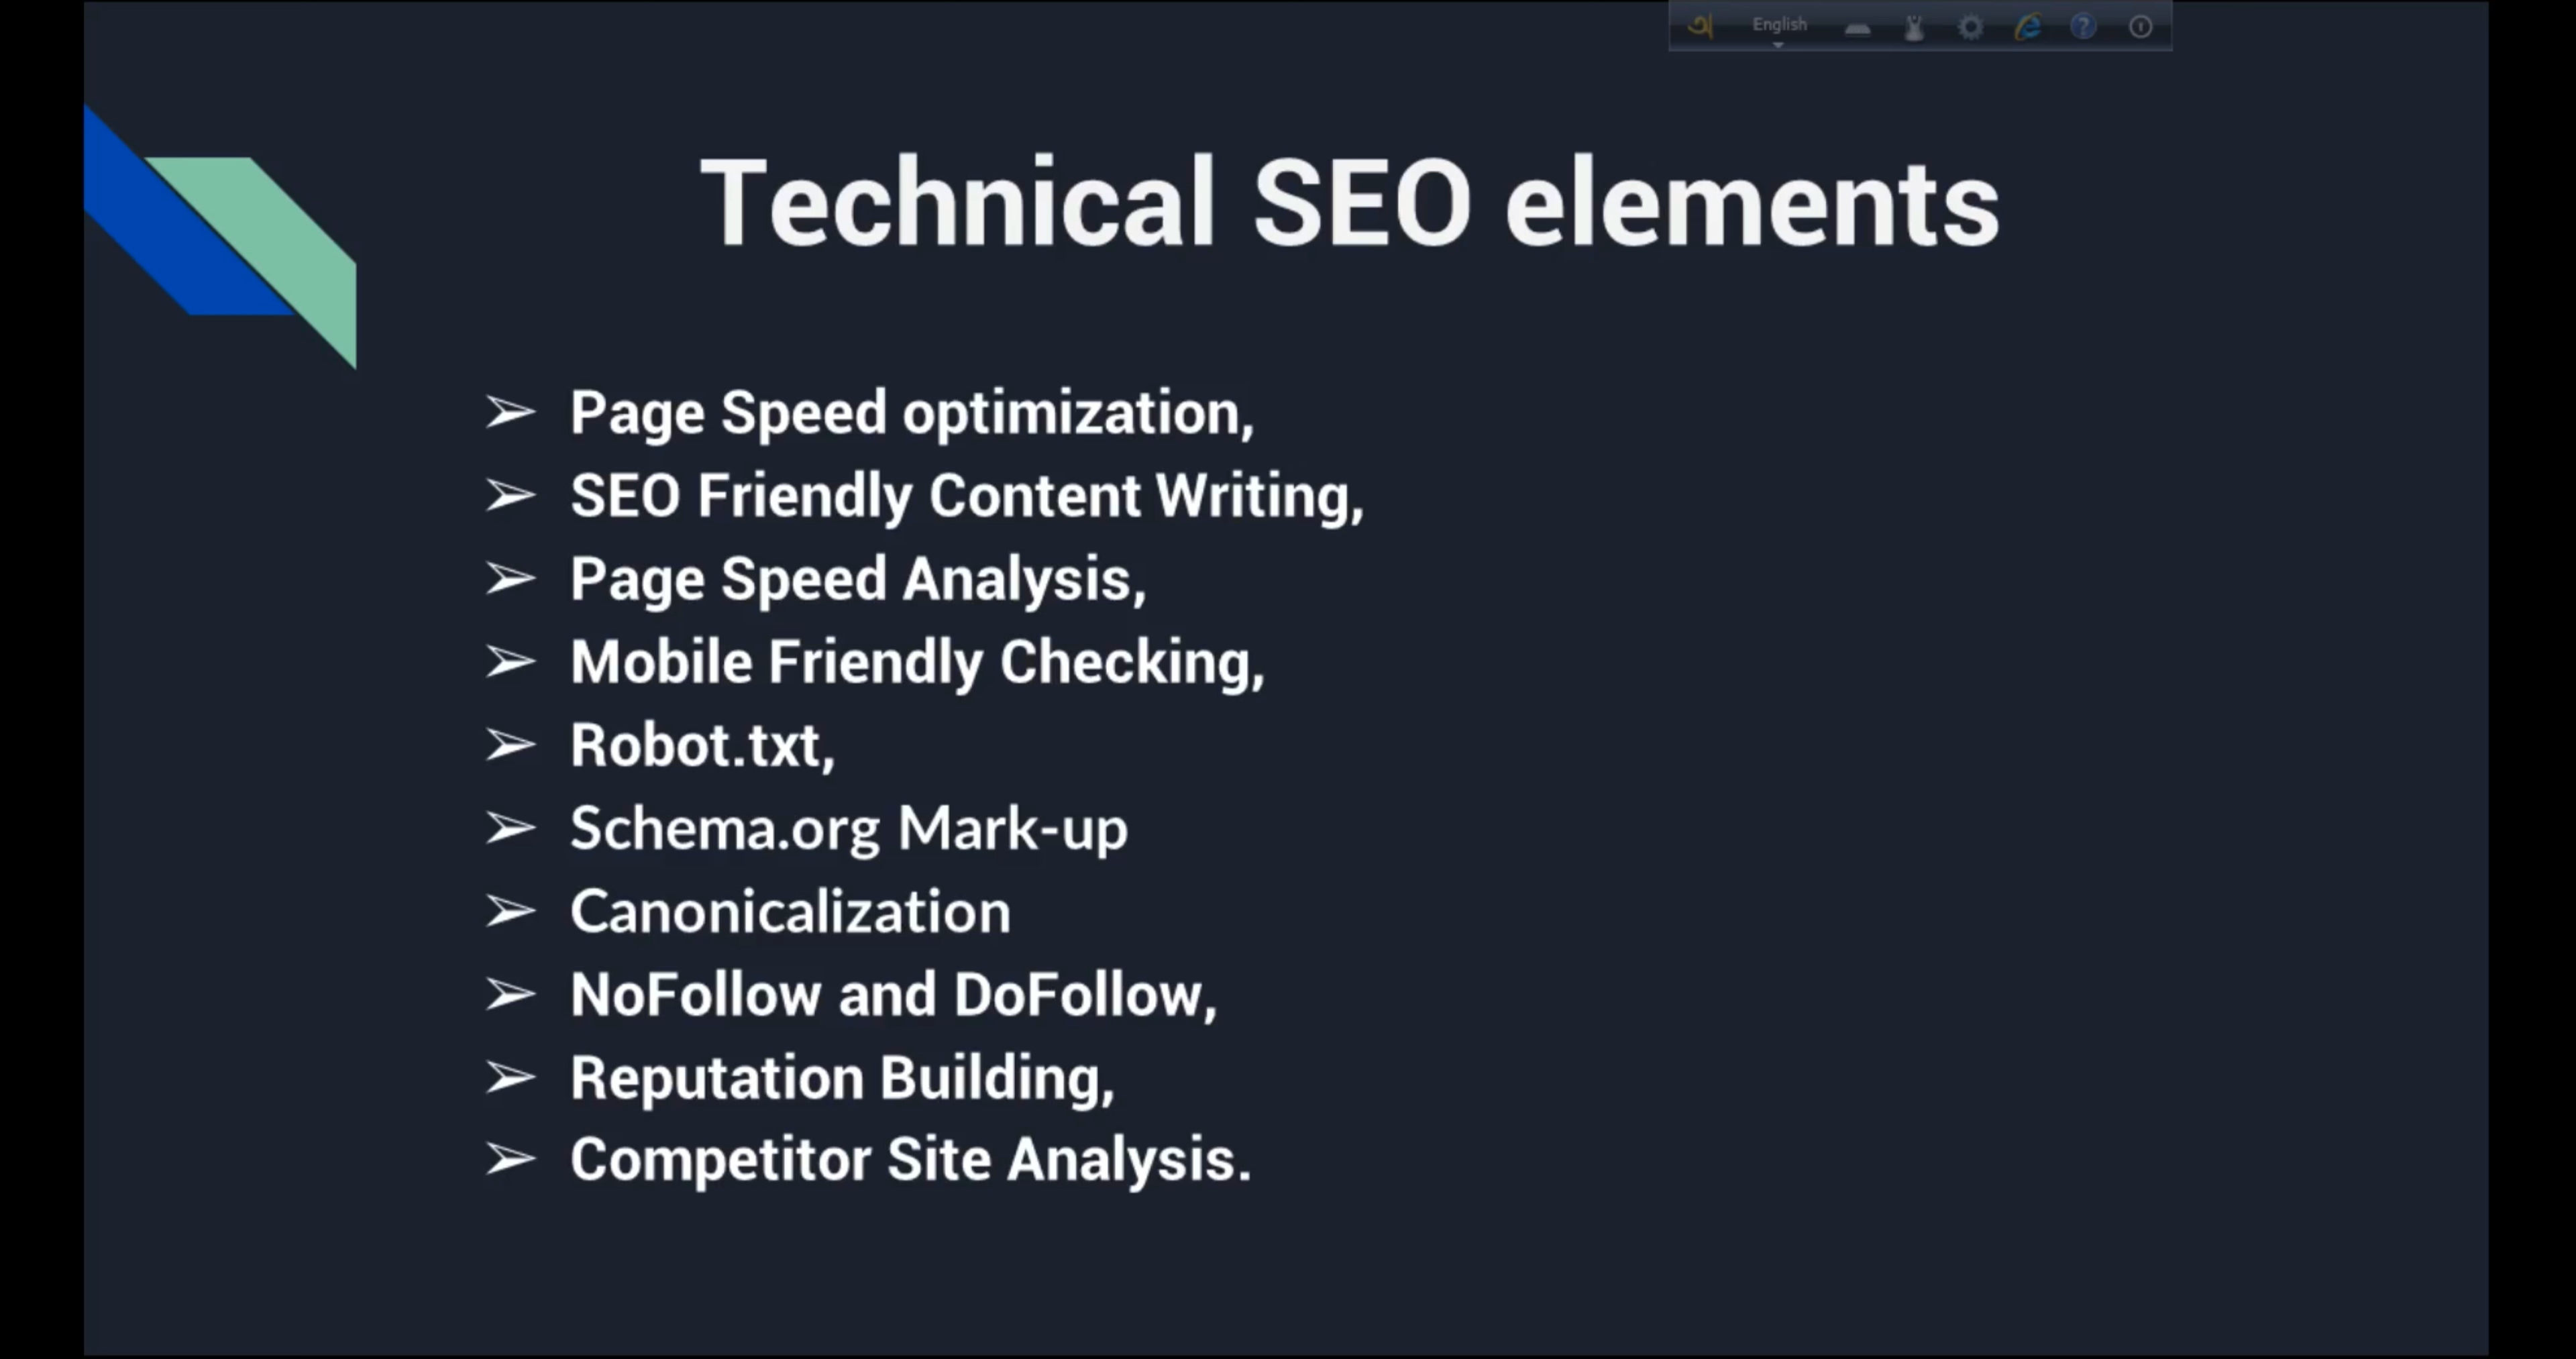 অ English
Technical SEO elements
➢ Page Speed optimization,
➢ SEO Friendly Content Writing,
➢ Page Speed Analysis,
➢ Mobile Friendly Checking,
➢ Robot.txt,
➢ Schema.org Mark-up
➢ Canonicalization
➢ NoFollow and DoFollow,
➢ Reputation Building,
➢ Competitor Site Analysis.